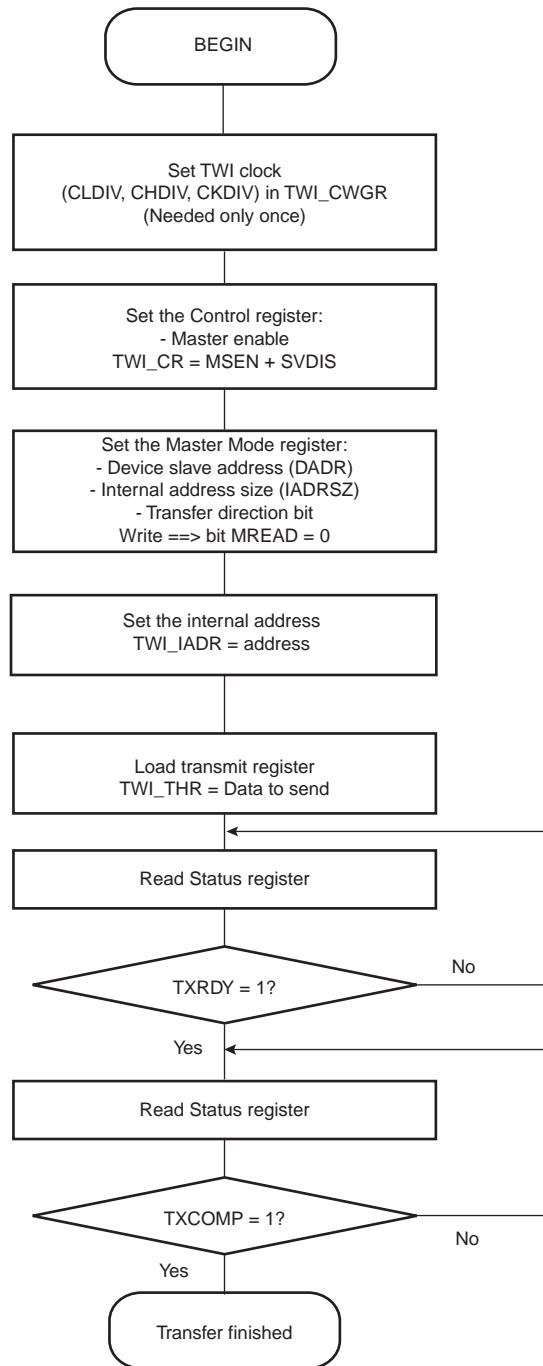 BEGIN
Set TWI clock
(CLDIV, CHDIV, CKDIV) in TWI_CWGR
(Needed only once)
Set the Control register:
- Master enable
TWI_CR = MSEN + SVDIS
Set the Master Mode register:
- Device slave address (DADR)
- Internal address size (IADRSZ)
- Transfer direction bit
Write ==> bit MREAD = 0
Set the internal address
TWI_IADR = address
Load transmit register
TWI_THR = Data to send
Read Status register
No
TXRDY = 1?
Yes
Read Status register
TXCOMP = 1?
No
Yes
Transfer finished